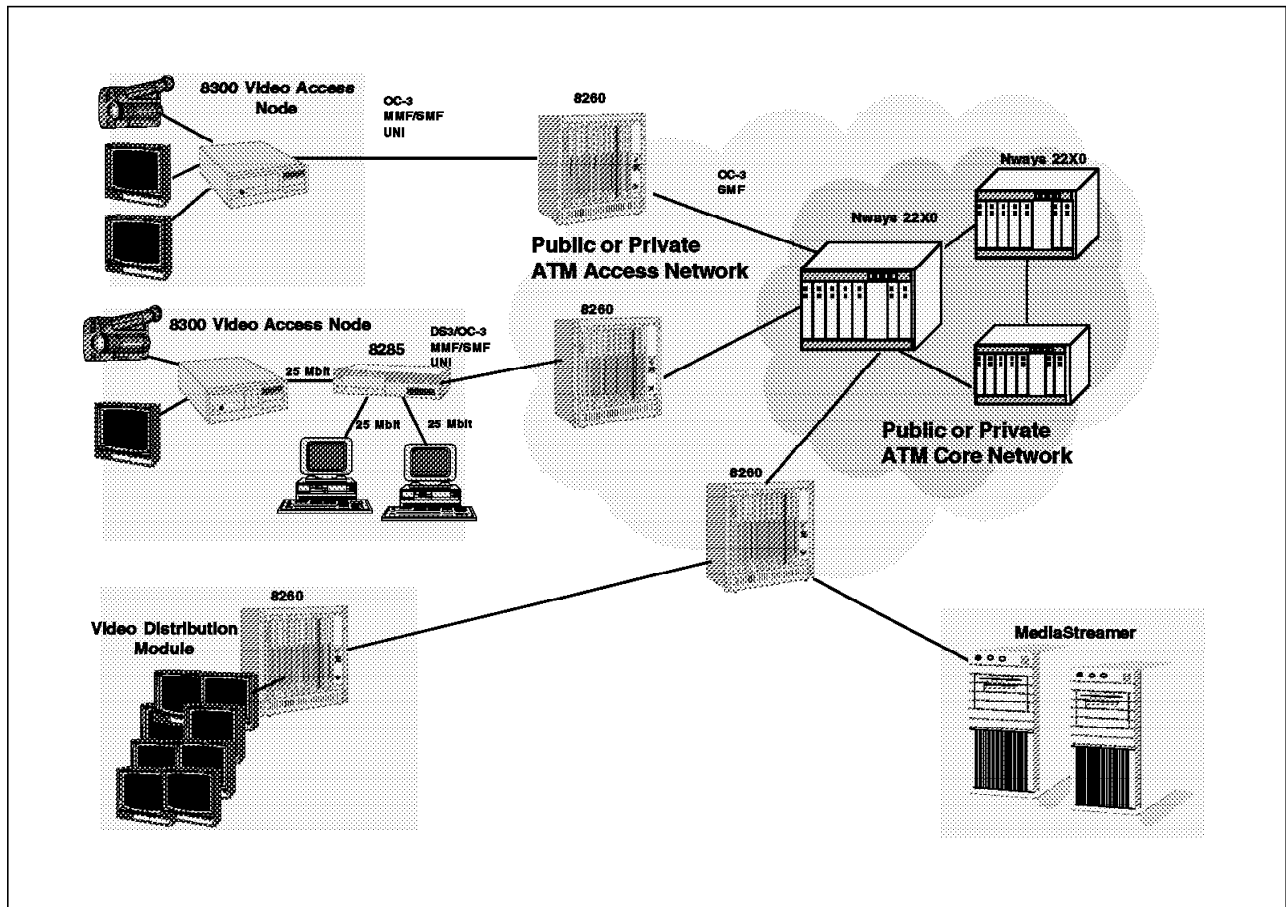 8300 Video Access
Node
OC-3
MMF/SMF
UNI
8260
OC-3
SMF
Nways 22X0
Nways 22X0
Public or Private
ATM Access Network
8300 Video Access Node
8285
DS3/OC-3
MMF/SMF
UNI
25 Mbit
25 Mbit
25 Mbit
8260
Public or Private
ATM Core Network
8260
8260
Video Distribution
Module
MediaStreamer